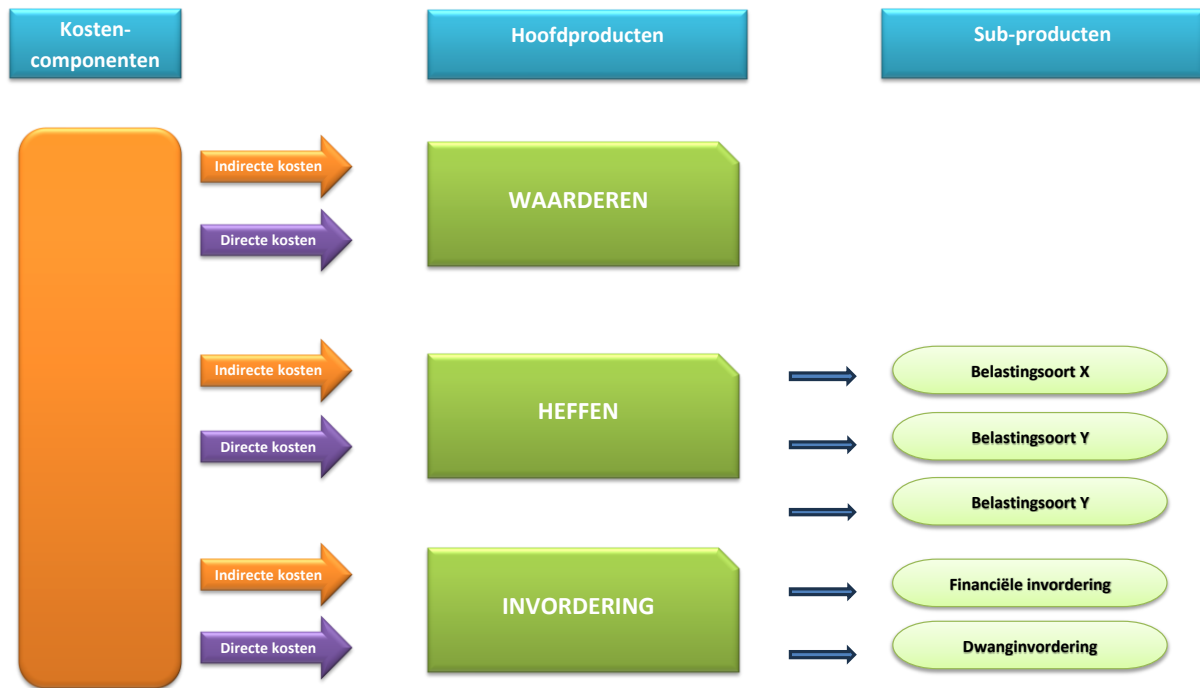 Kosten-
componenten
Hoofdproducten
Sub-producten
Indirecte kosten
WAARDEREN
Directe kosten
Indirecte kosten
Belastingsoort X
HEFFEN
Directe kosten
Belastingsoort Y
Belastingsoort Y
Indirecte kosten
Financiële invordering
INVORDERING
Directe kosten
Dwanginvordering